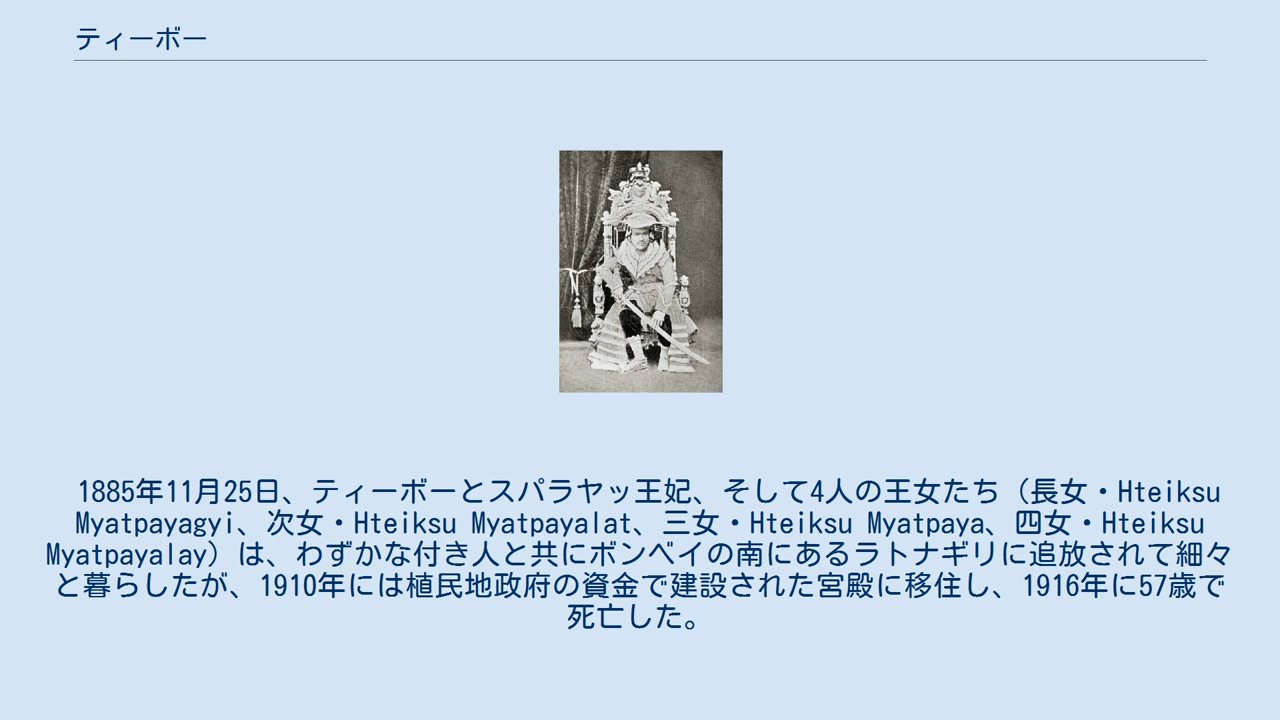 ティーボー
1885年11月25日、ティーボーとスパラヤッ王妃、そして4人の王女たち（長女・Hteiksu
Myatpayagyi、次女・Hteiksu Myatpayalat、三女・Hteiksu Myatpaya、四女・Hteiksu
Myatpayalay）は、わずかな付き人と共にボンベイの南にあるラトナギリに追放されて細々
と暮らしたが、1910年には植民地政府の資金で建設された宮殿に移住し、1916年に57歳で
死亡した。